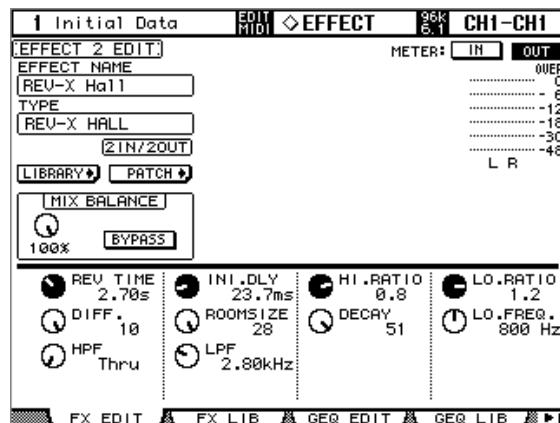 1 Initial Data EDIT MIDI ◇EFFECT 96K 6.1 CH1-CH1
EFFECT 2 EDIT METER: IN OUT
EFFECT NAME
REV-X Hall
TYPE
REV-X HALL
2IN/2OUT
LIBRARY PATCH
MIX BALANCE
100% BYPASS
OVER
0
- 6
-12
-18
-30
-48
L R
REV TIME 2.70s INI.DLY 23.7ms HI.RATIO 0.8 LO.RATIO 1.2
DIFF. 10 ROOMSIZE 28 DECAY 51 LO.FREQ. 800 Hz
HPF Thru LPF 2.80kHz
FX EDIT FX LIB GEQ EDIT GEQ LIB